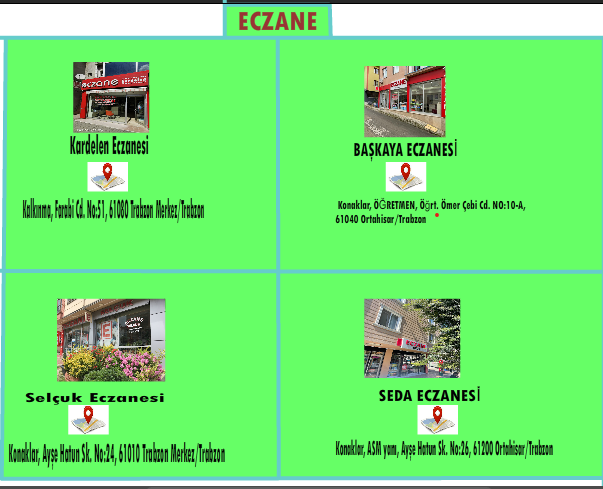 ECZANE
ECZANE
Kardelen Eczanesi
Kalkınma, Farabi Cd. No:51, 61080 Trabzon Merkez/Trabzon
ECZANE
BAŞKAYA ECZANESİ
Konaklar, ÖĞRETMEN, Öğrt. Ömer Çebi Cd. NO:10-A,
61040 Ortahisar/Trabzon
Selçuk Eczanesi
Konaklar, Ayşe Hatun Sk. No:24, 61010 Trabzon Merkez/Trabzon
SEDA ECZANESİ
Konaklar, ASM yanı, Ayşe Hatun Sk. No:26, 61200 Ortahisar/Trabzon